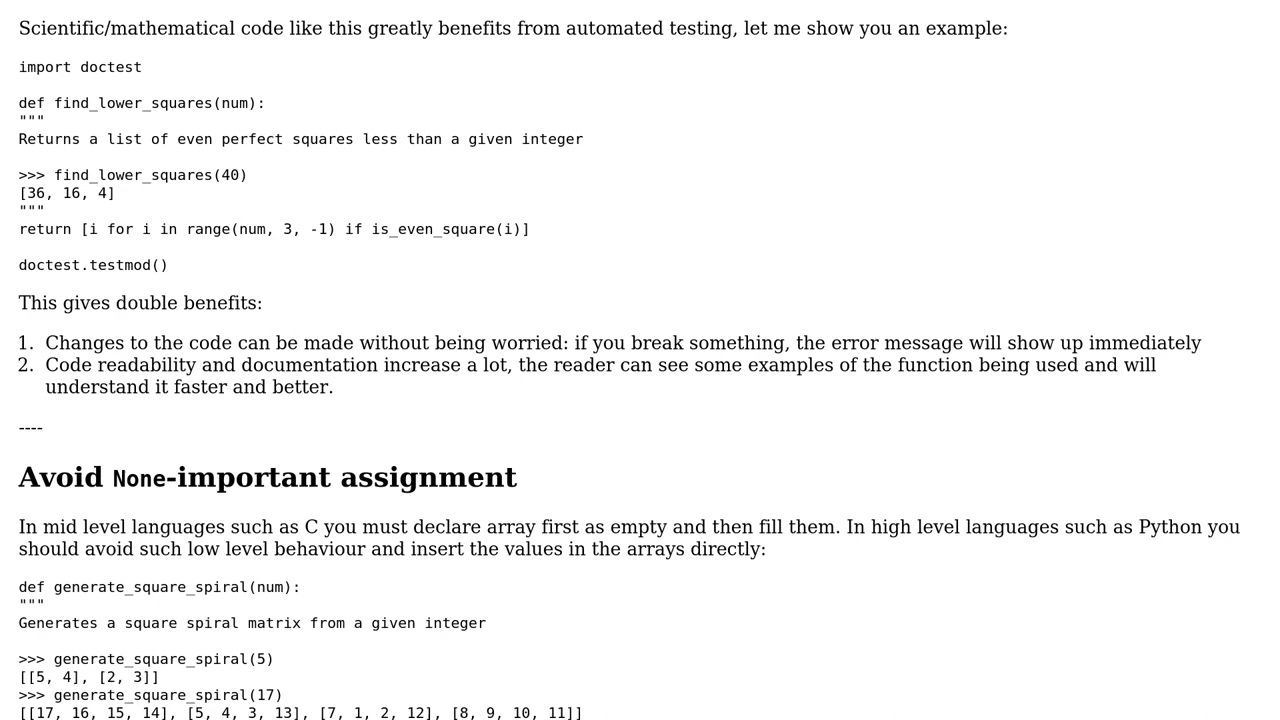 Scientific/mathematical code like this greatly benefits from automated testing, let me show you an example:
import doctest
def find_lower_squares(num):
"""
Returns a list of even perfect squares less than a given integer
>>> find_lower_squares(40)
[36, 16, 4]
"""
return [i for i in range(num, 3, -1) if is_even_square(i)]
doctest.testmod()
This gives double benefits:
1. Changes to the code can be made without being worried: if you break something, the error message will show up immediately
2. Code readability and documentation increase a lot, the reader can see some examples of the function being used and will
understand it faster and better.
----
Avoid None-important assignment
In mid level languages such as C you must declare array first as empty and then fill them. In high level languages such as Python you
should avoid such low level behaviour and insert the values in the arrays directly:
def generate_square_spiral(num):
"""
Generates a square spiral matrix from a given integer
>>> generate_square_spiral(5)
[[5, 4], [2, 3]]
>>> generate_square_spiral(17)
[[17, 16, 15, 14], [5, 4, 3, 13], [7, 1, 2, 12], [8, 9, 10, 11]]